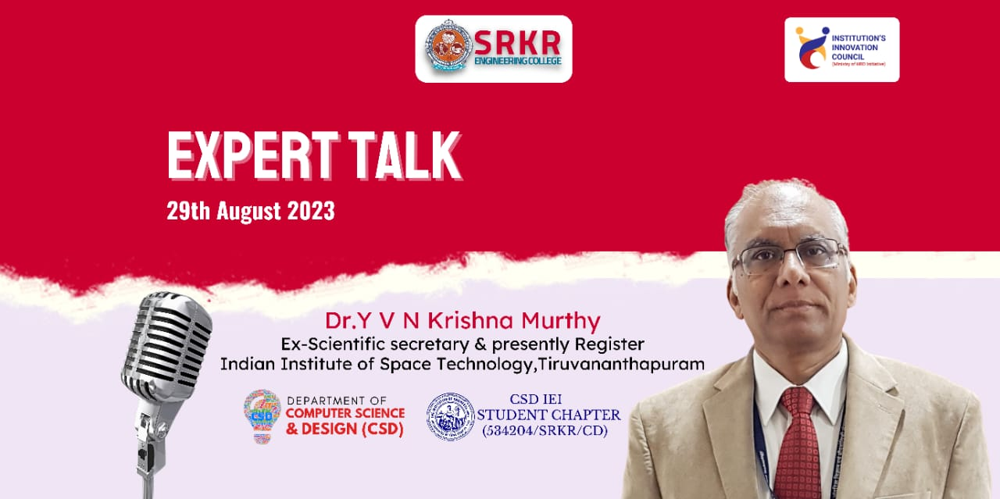 SRKR
ENGINEERING COLLEGE
INSTITUTION'S
INNOVATION
COUNCIL
(Ministry of HRD Initiative)
EXPERT TALK
29th August 2023
Dr.Y V N Krishna Murthy
Ex-Scientific secretary & presently Register
Indian Institute of Space Technology,Tiruvananthapuram
CSD
DEPARTMENT OF
COMPUTER SCIENCE
& DESIGN (CSD)
CSD IEI
STUDENT CHAPTER
(534204/SRKR/CD)